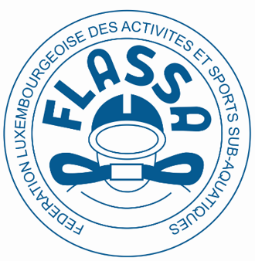 FEDERATION LUXEMBOURGEOISE DES ACTIVITES ET SPORTS SUB-AQUATIQUES
FLASSA